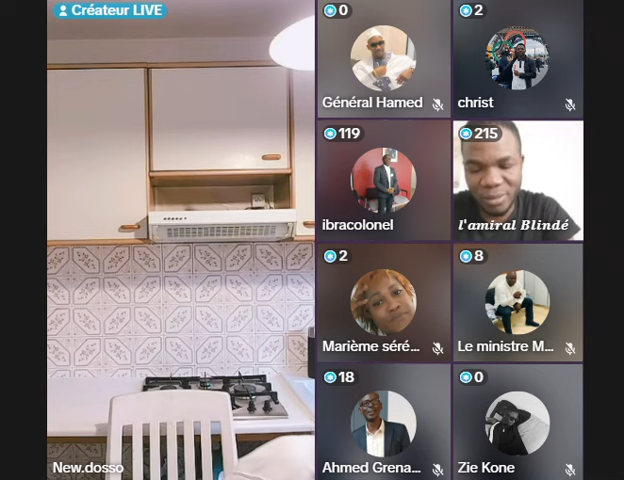 Créateur LIVE
0
2
Général Hamed
christ
119
215
ibracolonel
l'amiral Blindé
2
8
Marième séré...
Le ministre M...
18
0
Ahmed Grena...
Zie Kone
New.dosso